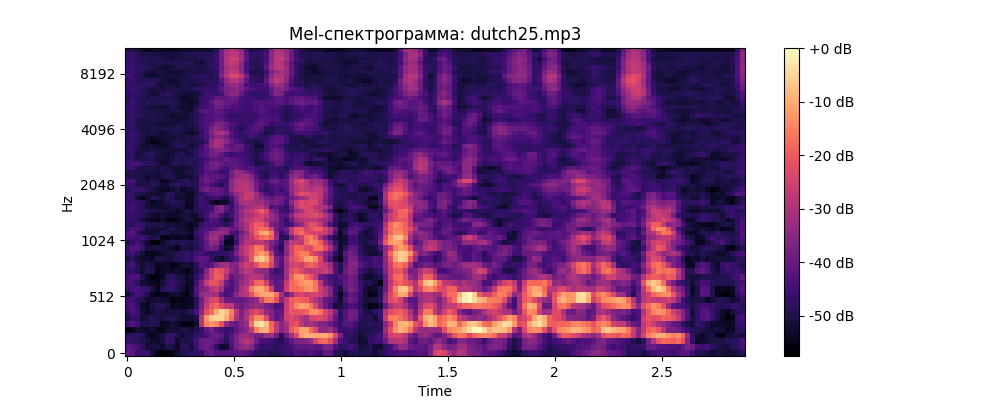 Mel-спектрограмма: dutch25.mp3
8192
4096
2048
1024
512
0
Hz
0 0.5 1 1.5 2 2.5
Time
+0 dB
-10 dB
-20 dB
-30 dB
-40 dB
-50 dB